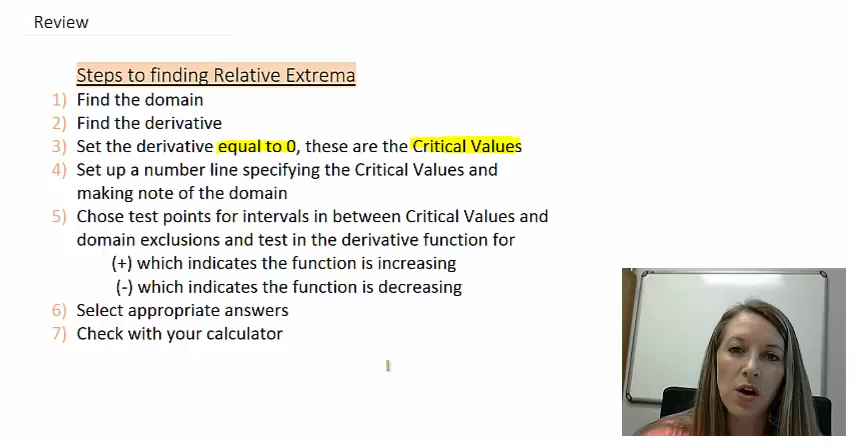 Review
Steps to finding Relative Extrema
1) Find the domain
2) Find the derivative
3) Set the derivative equal to 0, these are the Critical Values
4) Set up a number line specifying the Critical Values and
making note of the domain
5) Chose test points for intervals in between Critical Values and
domain exclusions and test in the derivative function for
(+) which indicates the function is increasing
(-) which indicates the function is decreasing
6) Select appropriate answers
7) Check with your calculator